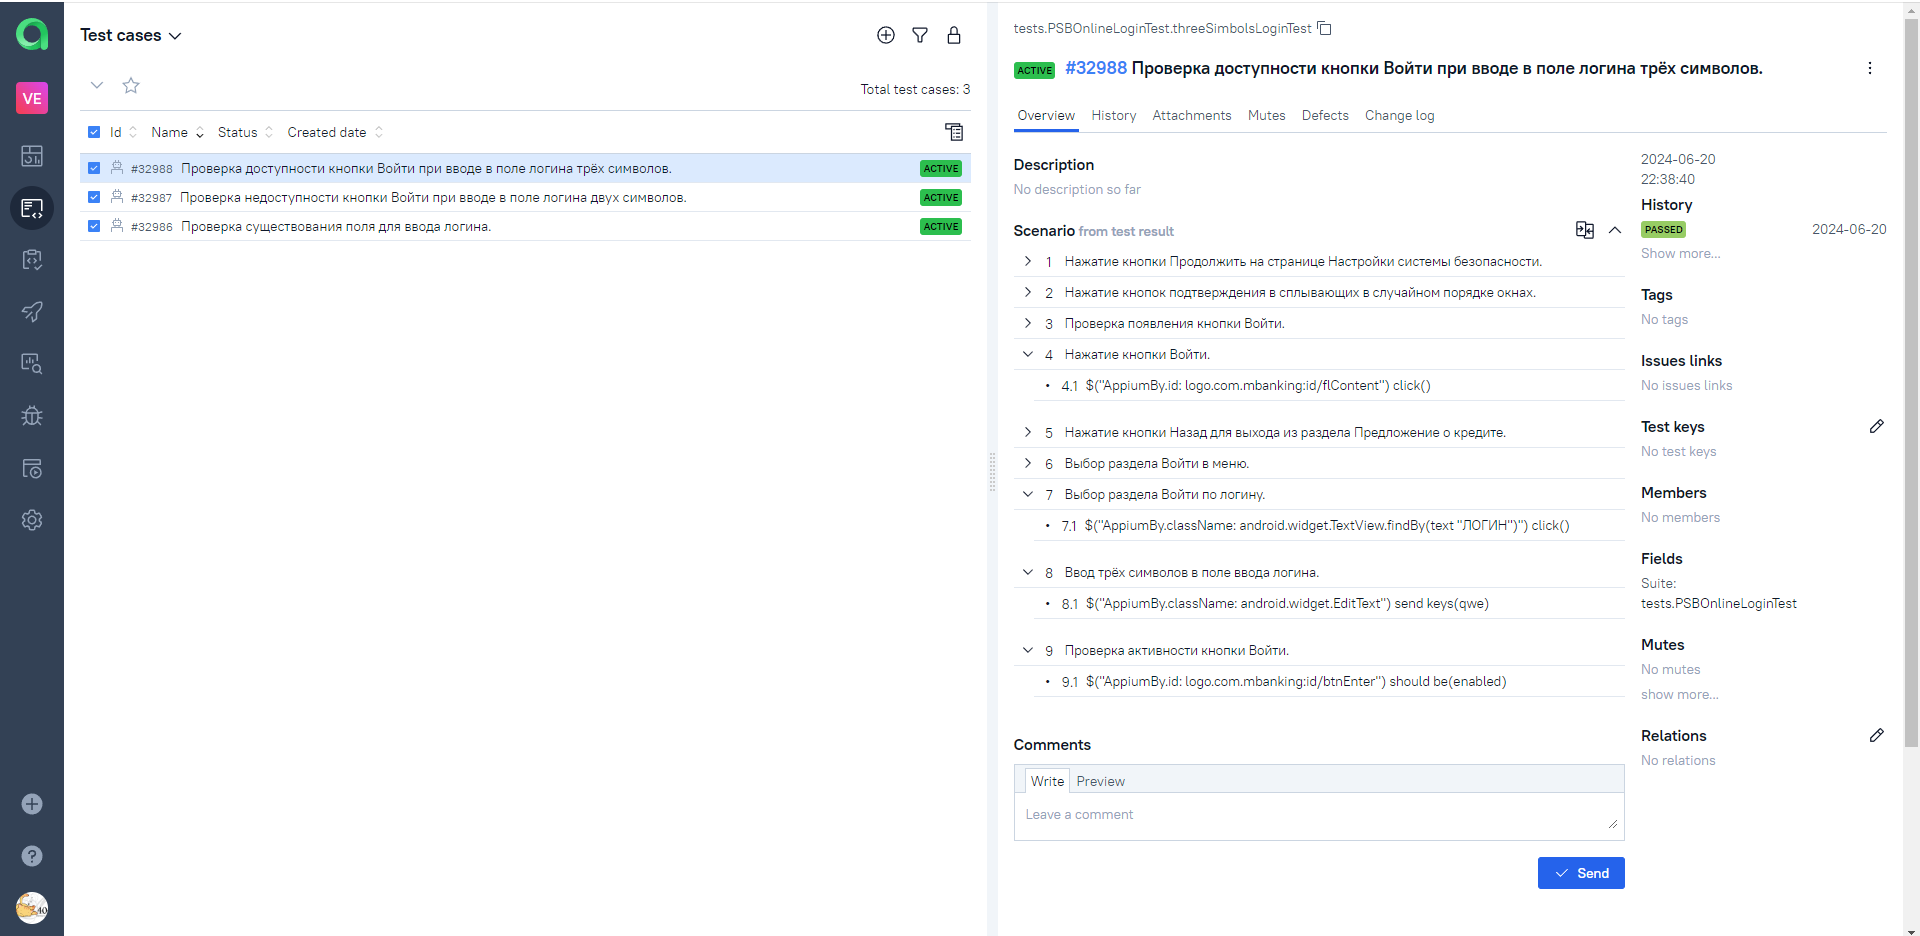 Test cases
VE
Total test cases: 3
Id Name Status Created date
#32988 Проверка доступности кнопки Войти при вводе в поле логина трёх символов. ACTIVE
#32987 Проверка недоступности кнопки Войти при вводе в поле логина двух символов. ACTIVE
#32986 Проверка существования поля для ввода логина. ACTIVE
tests.PSBOnlineLoginTest.threeSimbolsLoginTest
ACTIVE #32988 Проверка доступности кнопки Войти при вводе в поле логина трёх символов.
Overview History Attachments Mutes Defects Change log
Description
No description so far
Scenario from test result
1 Нажатие кнопки Продолжить на странице Настройки системы безопасности.
2 Нажатие кнопок подтверждения в сплывающих в случайном порядке окнах.
3 Проверка появления кнопки Войти.
4 Нажатие кнопки Войти.
• 4.1 $("AppiumBy.id: logo.com.mbanking:id/flContent") click()
5 Нажатие кнопки Назад для выхода из раздела Предложение о кредите.
6 Выбор раздела Войти в меню.
7 Выбор раздела Войти по логину.
• 7.1 $("AppiumBy.className: android.widget.TextView.findBy(text "ЛОГИН")") click()
8 Ввод трёх символов в поле ввода логина.
• 8.1 $("AppiumBy.className: android.widget.EditText") send keys(qwe)
9 Проверка активности кнопки Войти.
• 9.1 $("AppiumBy.id: logo.com.mbanking:id/btnEnter") should be(enabled)
Comments
Write Preview
Leave a comment
Send
2024-06-20
22:38:40
History
PASSED 2024-06-20
Show more...
Tags
No tags
Issues links
No issues links
Test keys
No test keys
Members
No members
Fields
Suite:
tests.PSBOnlineLoginTest
Mutes
No mutes
show more...
Relations
No relations